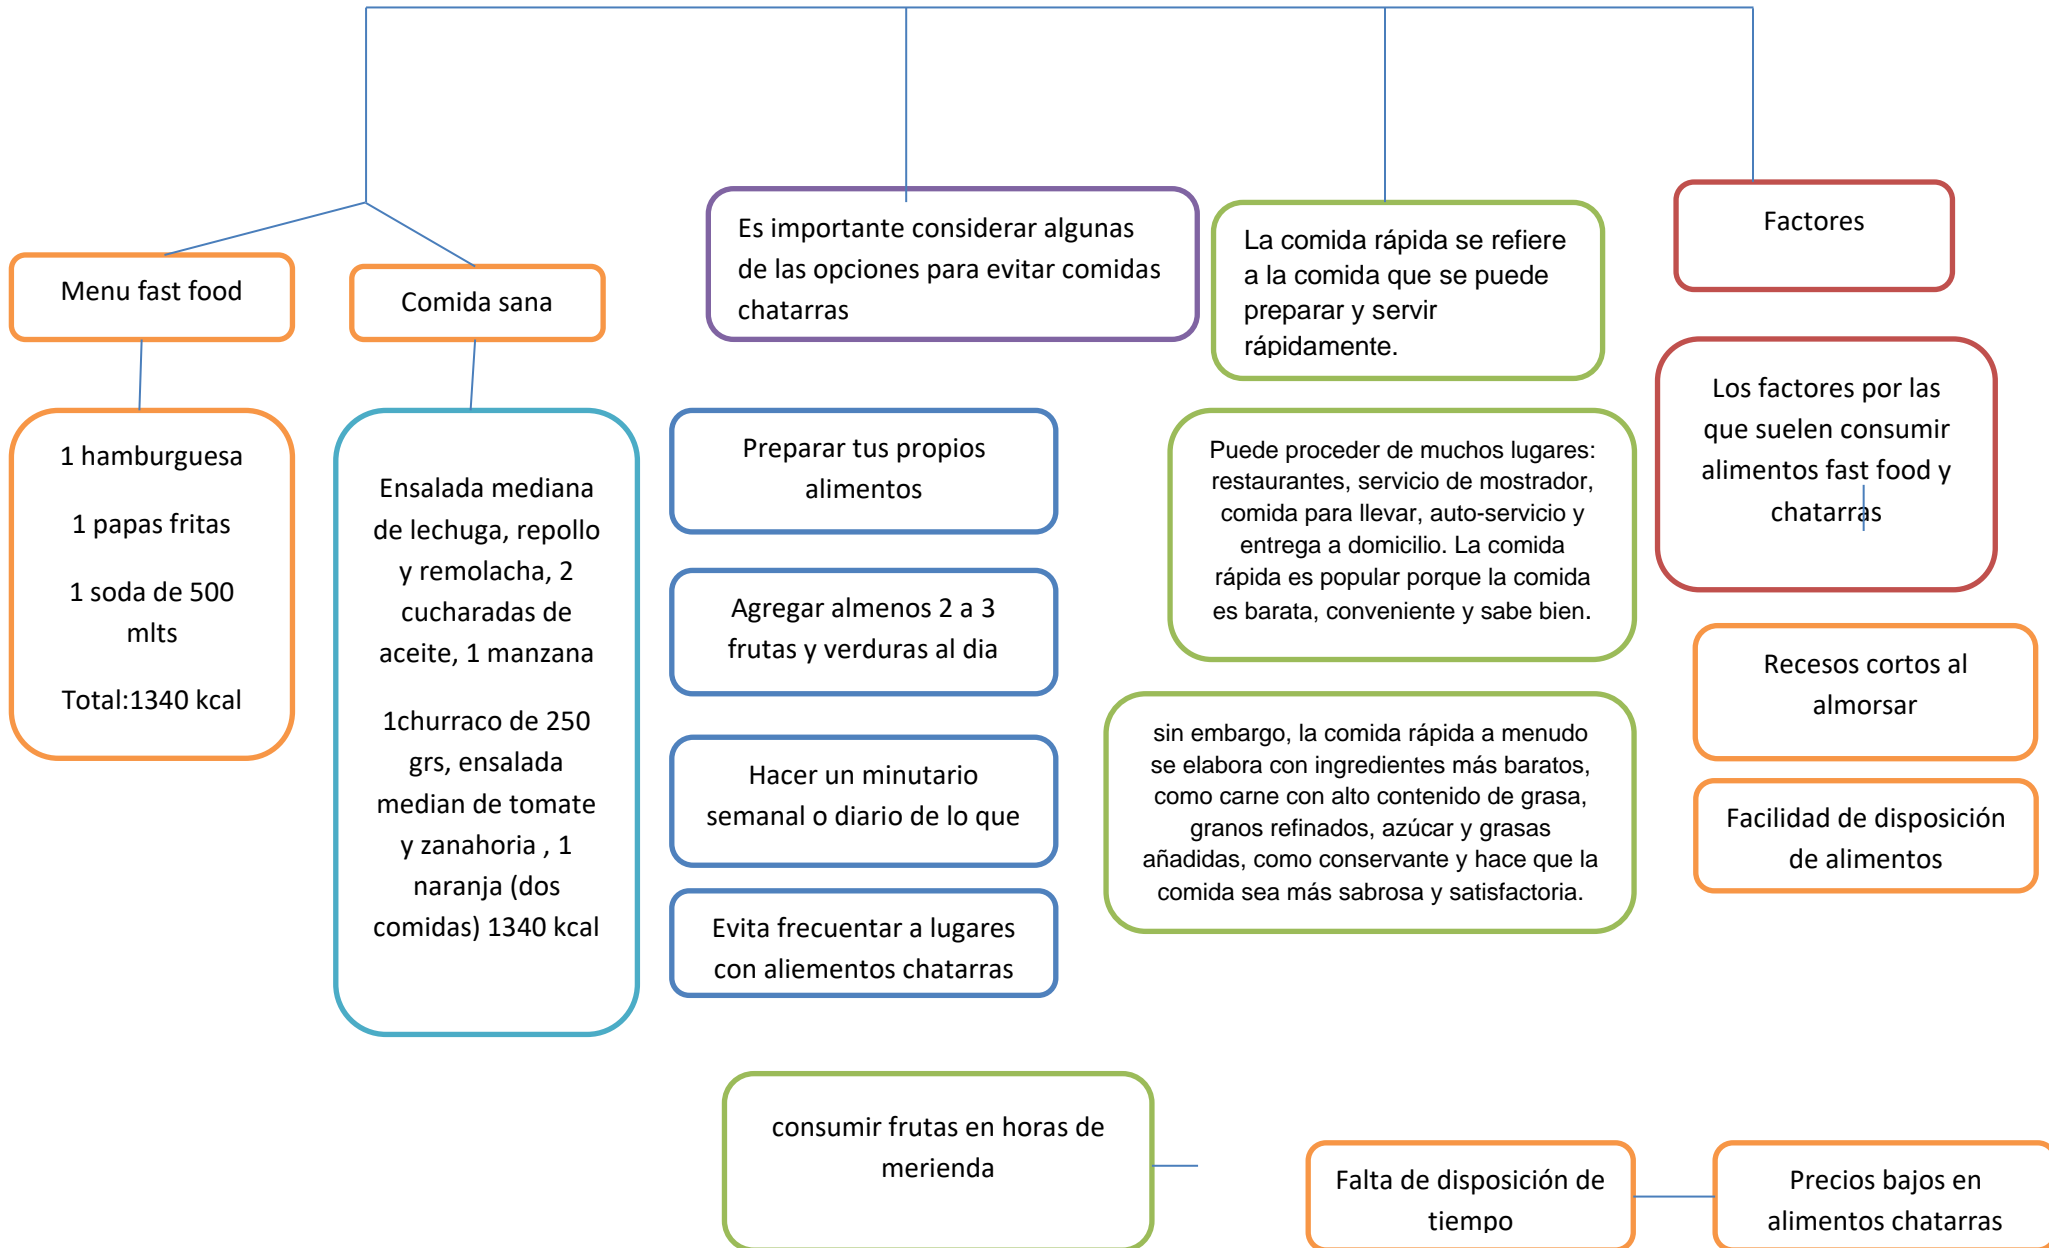 Menu fast food
1 hamburguesa
1 papas fritas
1 soda de 500
mlts
Total:1340 kcal
Comida sana
Ensalada mediana
de lechuga, repollo
y remolacha, 2
cucharadas de
aceite, 1 manzana
1churraco de 250
grs, ensalada
median de tomate
y zanahoria , 1
naranja (dos
comidas) 1340 kcal
Es importante considerar algunas
de las opciones para evitar comidas
chatarras
Preparar tus propios
alimentos
Agregar almenos 2 a 3
frutas y verduras al dia
Hacer un minutario
semanal o diario de lo que
Evita frecuentar a lugares
con aliementos chatarras
La comida rápida se refiere
a la comida que se puede
preparar y servir
rápidamente.
Puede proceder de muchos lugares:
restaurantes, servicio de mostrador,
comida para llevar, auto-servicio y
entrega a domicilio. La comida
rápida es popular porque la comida
es barata, conveniente y sabe bien.
sin embargo, la comida rápida a menudo
se elabora con ingredientes más baratos,
como carne con alto contenido de grasa,
granos refinados, azúcar y grasas
añadidas, como conservante y hace que la
comida sea más sabrosa y satisfactoria.
Factores
Los factores por las
que suelen consumir
alimentos fast food y
chatarras
Recesos cortos al
almorsar
Facilidad de disposición
de alimentos
consumir frutas en horas de
merienda
Falta de disposición de
tiempo
Precios bajos en
alimentos chatarras